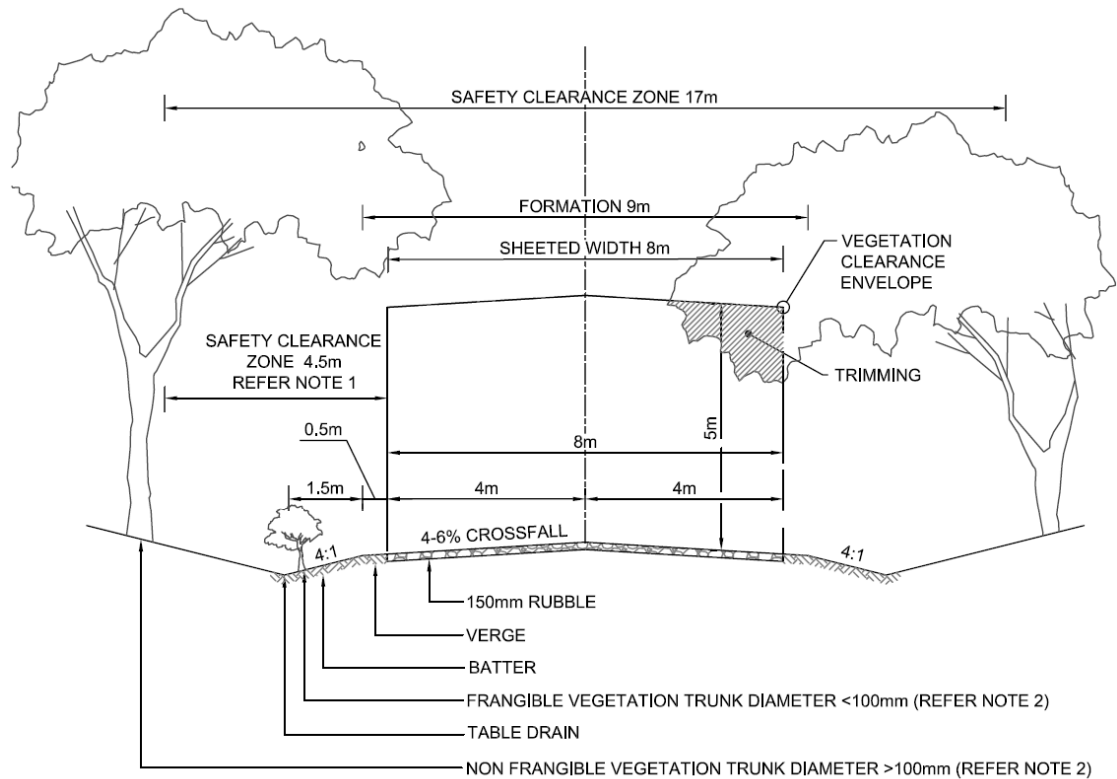 SAFETY CLEARANCE ZONE 17m
FORMATION 9m
SHEETED WIDTH 8m
VEGETATION
CLEARANCE
ENVELOPE
SAFETY CLEARANCE
ZONE 4.5m
REFER NOTE 1
TRIMMING
0.5m
5m
8m
1.5m
4m
4m
4-6% CROSSFALL
4:1
4:1
150mm RUBBLE
VERGE
BATTER
FRANGIBLE VEGETATION TRUNK DIAMETER <100mm (REFER NOTE 2)
TABLE DRAIN
NON FRANGIBLE VEGETATION TRUNK DIAMETER >100mm (REFER NOTE 2)